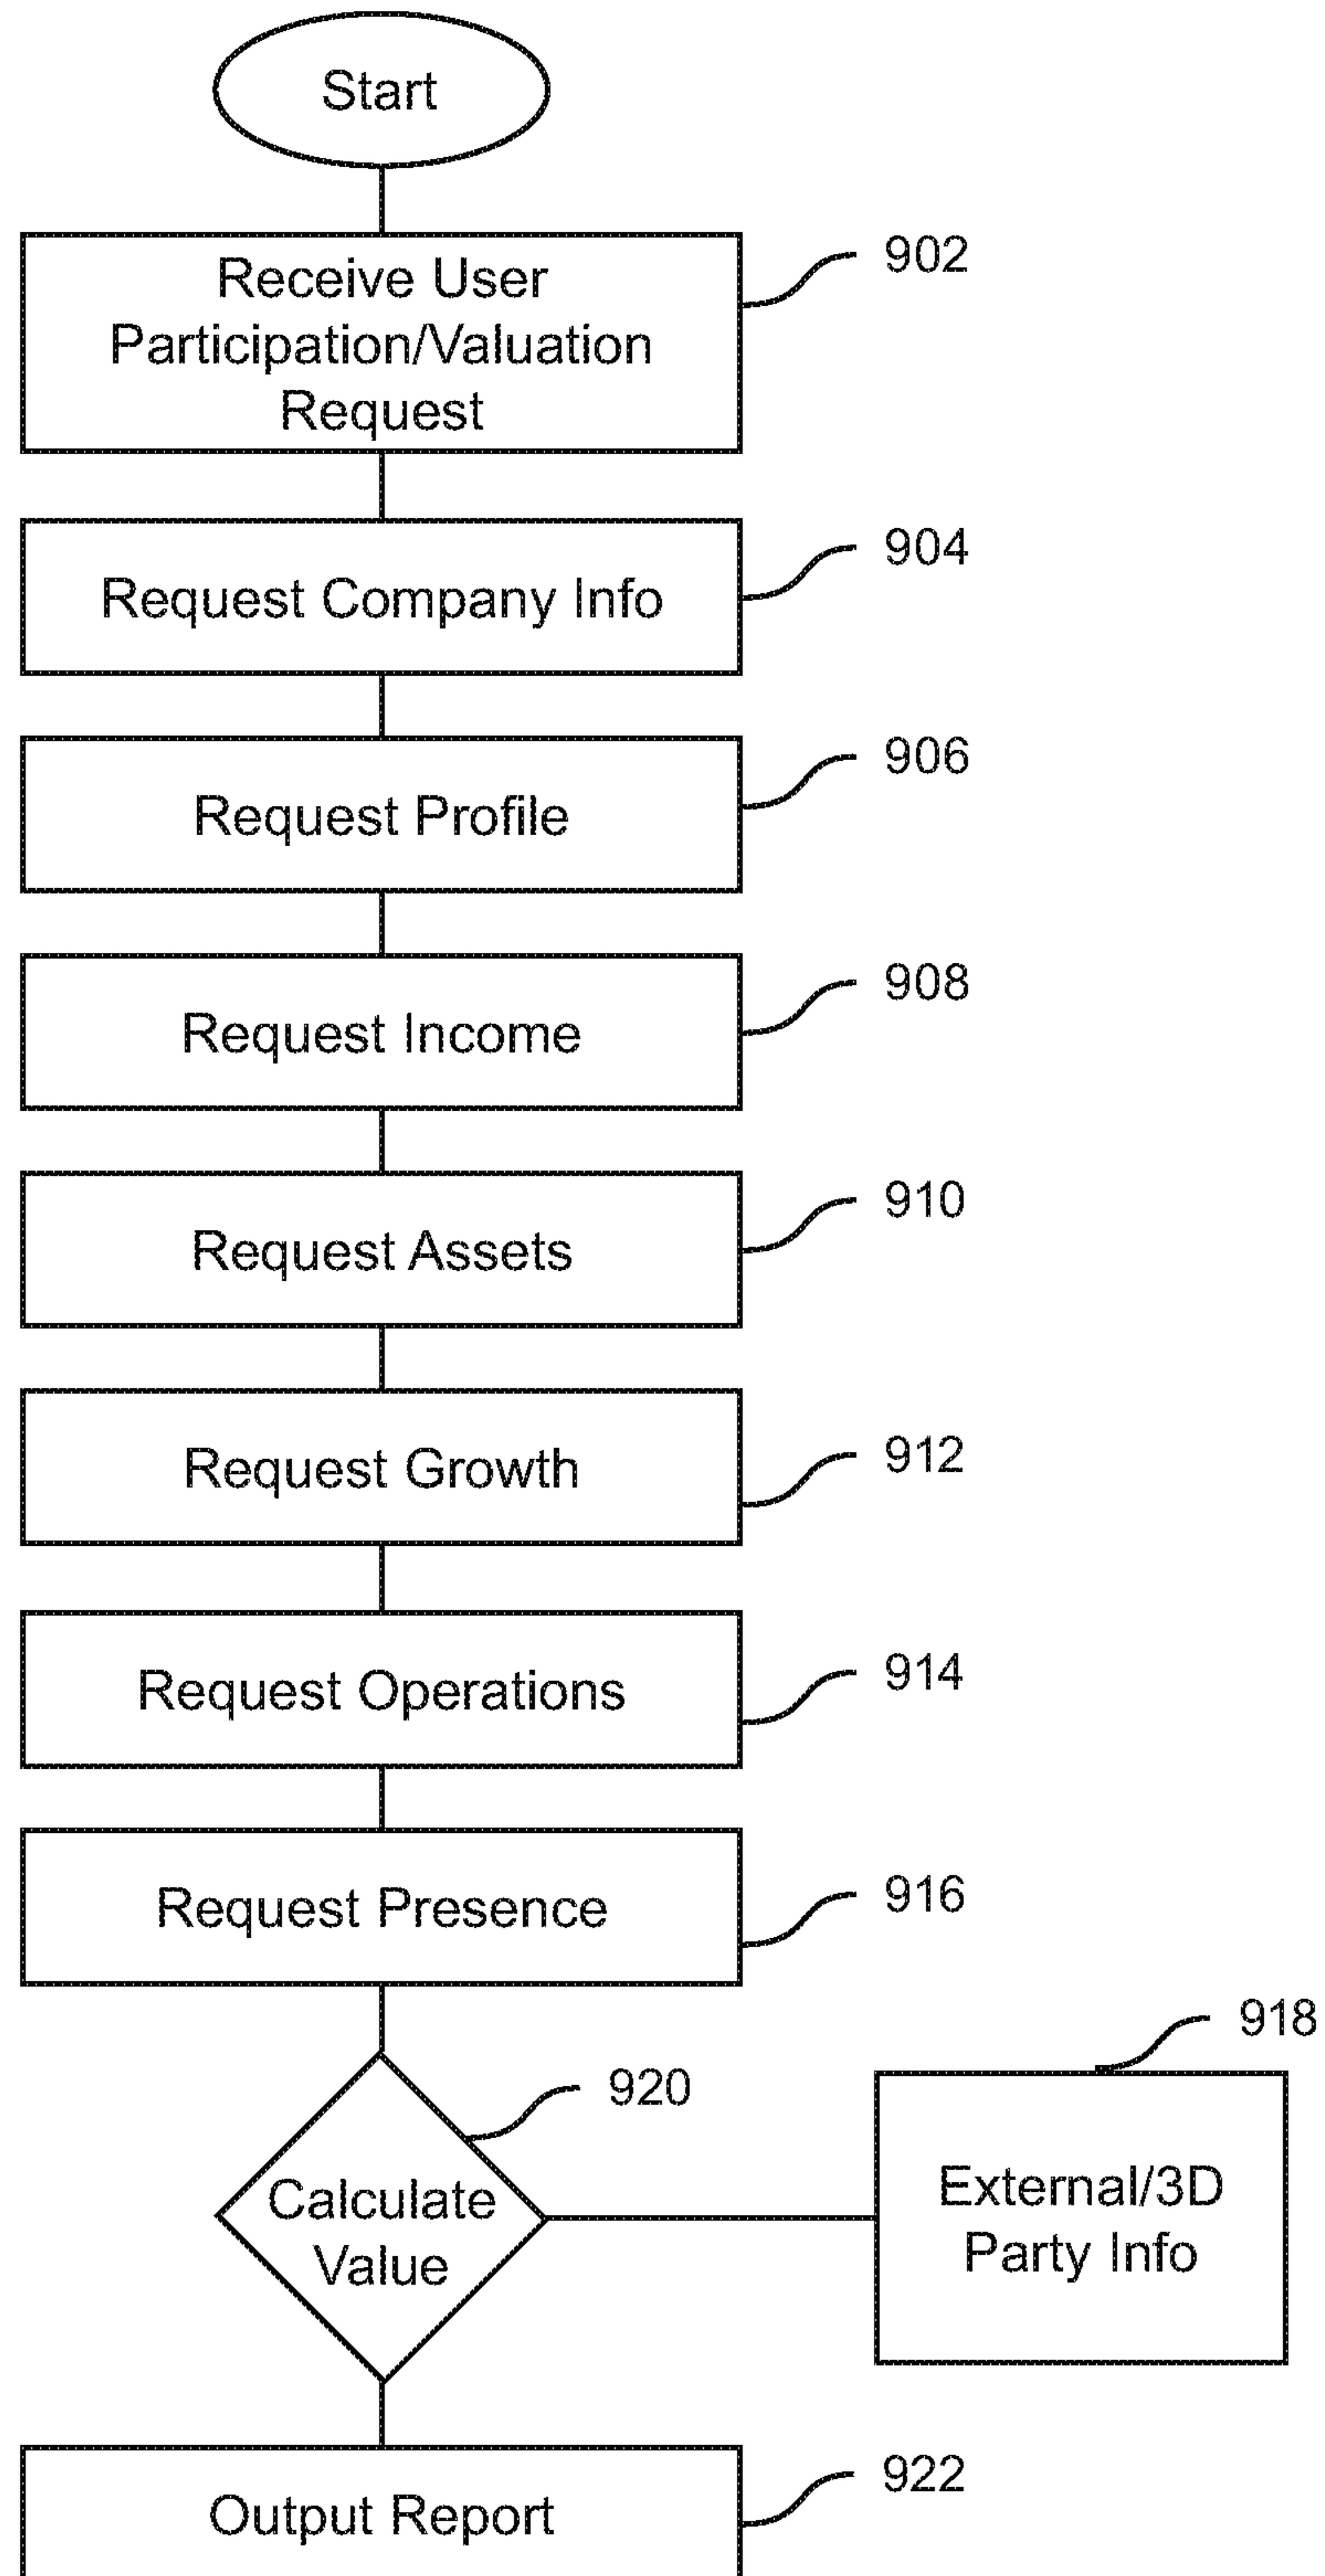 Start
Receive User
Participation/Valuation
Request
902
Request Company Info
904
Request Profile
906
Request Income
908
Request Assets
910
Request Growth
912
Request Operations
914
Request Presence
916
918
920
Calculate
Value
External/3D
Party Info
Output Report
922